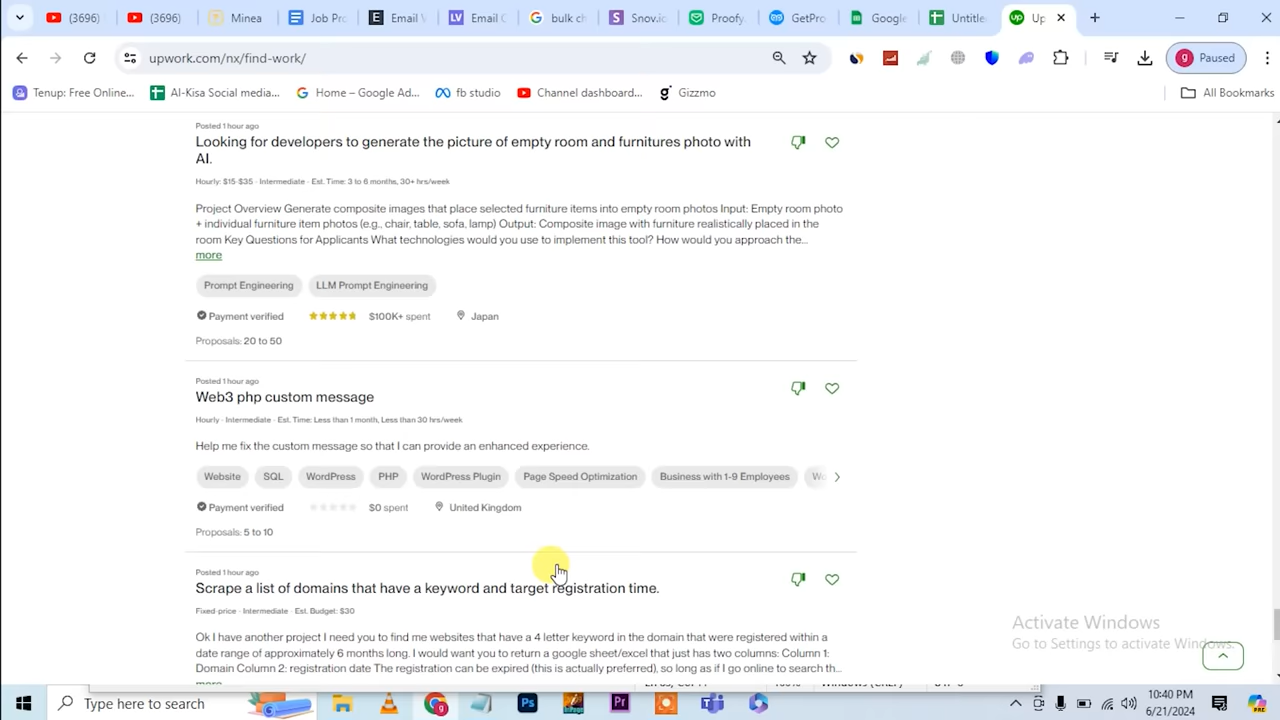 (3696)
(3696)
Minea
Job Pro
Email V
Email C
bulk ch
Snov.io
Proofy
GetPro
Google
Untitle
Up
upwork.com/nx/find-work/
Paused
Tenup: Free Online...
Al-Kisa Social media...
Home – Google Ad...
fb studio
Channel dashboard...
Gizzmo
All Bookmarks
Posted 1 hour ago
Looking for developers to generate the picture of empty room and furnitures photo with
AI.
Hourly: $15-$35 - Intermediate - Est. Time: 3 to 6 months, 30+ hrs/week
Project Overview Generate composite images that place selected furniture items into empty room photos Input: Empty room photo
+ individual furniture item photos (e.g., chair, table, sofa, lamp) Output: Composite image with furniture realistically placed in the
room Key Questions for Applicants What technologies would you use to implement this tool? How would you approach the...
more
Prompt Engineering LLM Prompt Engineering
Payment verified $100K+ spent Japan
Proposals: 20 to 50
Posted 1 hour ago
Web3 php custom message
Hourly - Intermediate - Est. Time: Less than 1 month, Less than 30 hrs/week
Help me fix the custom message so that I can provide an enhanced experience.
Website SQL WordPress PHP WordPress Plugin Page Speed Optimization Business with 1-9 Employees Wo
Payment verified $0 spent United Kingdom
Proposals: 5 to 10
Posted 1 hour ago
Scrape a list of domains that have a keyword and target registration time.
Fixed-price - Intermediate - Est. Budget: $30
Ok I have another project I need you to find me websites that have a 4 letter keyword in the domain that were registered within a
date range of approximately 6 months long. I would want you to return a google sheet/excel that just has two columns: Column 1:
Domain Column 2: registration date The registration can be expired (this is actually preferred), so long as if I go online to search th...
more
Activate Windows
Go to Settings to activate Windows.
Type here to search
10:40 PM
6/21/2024